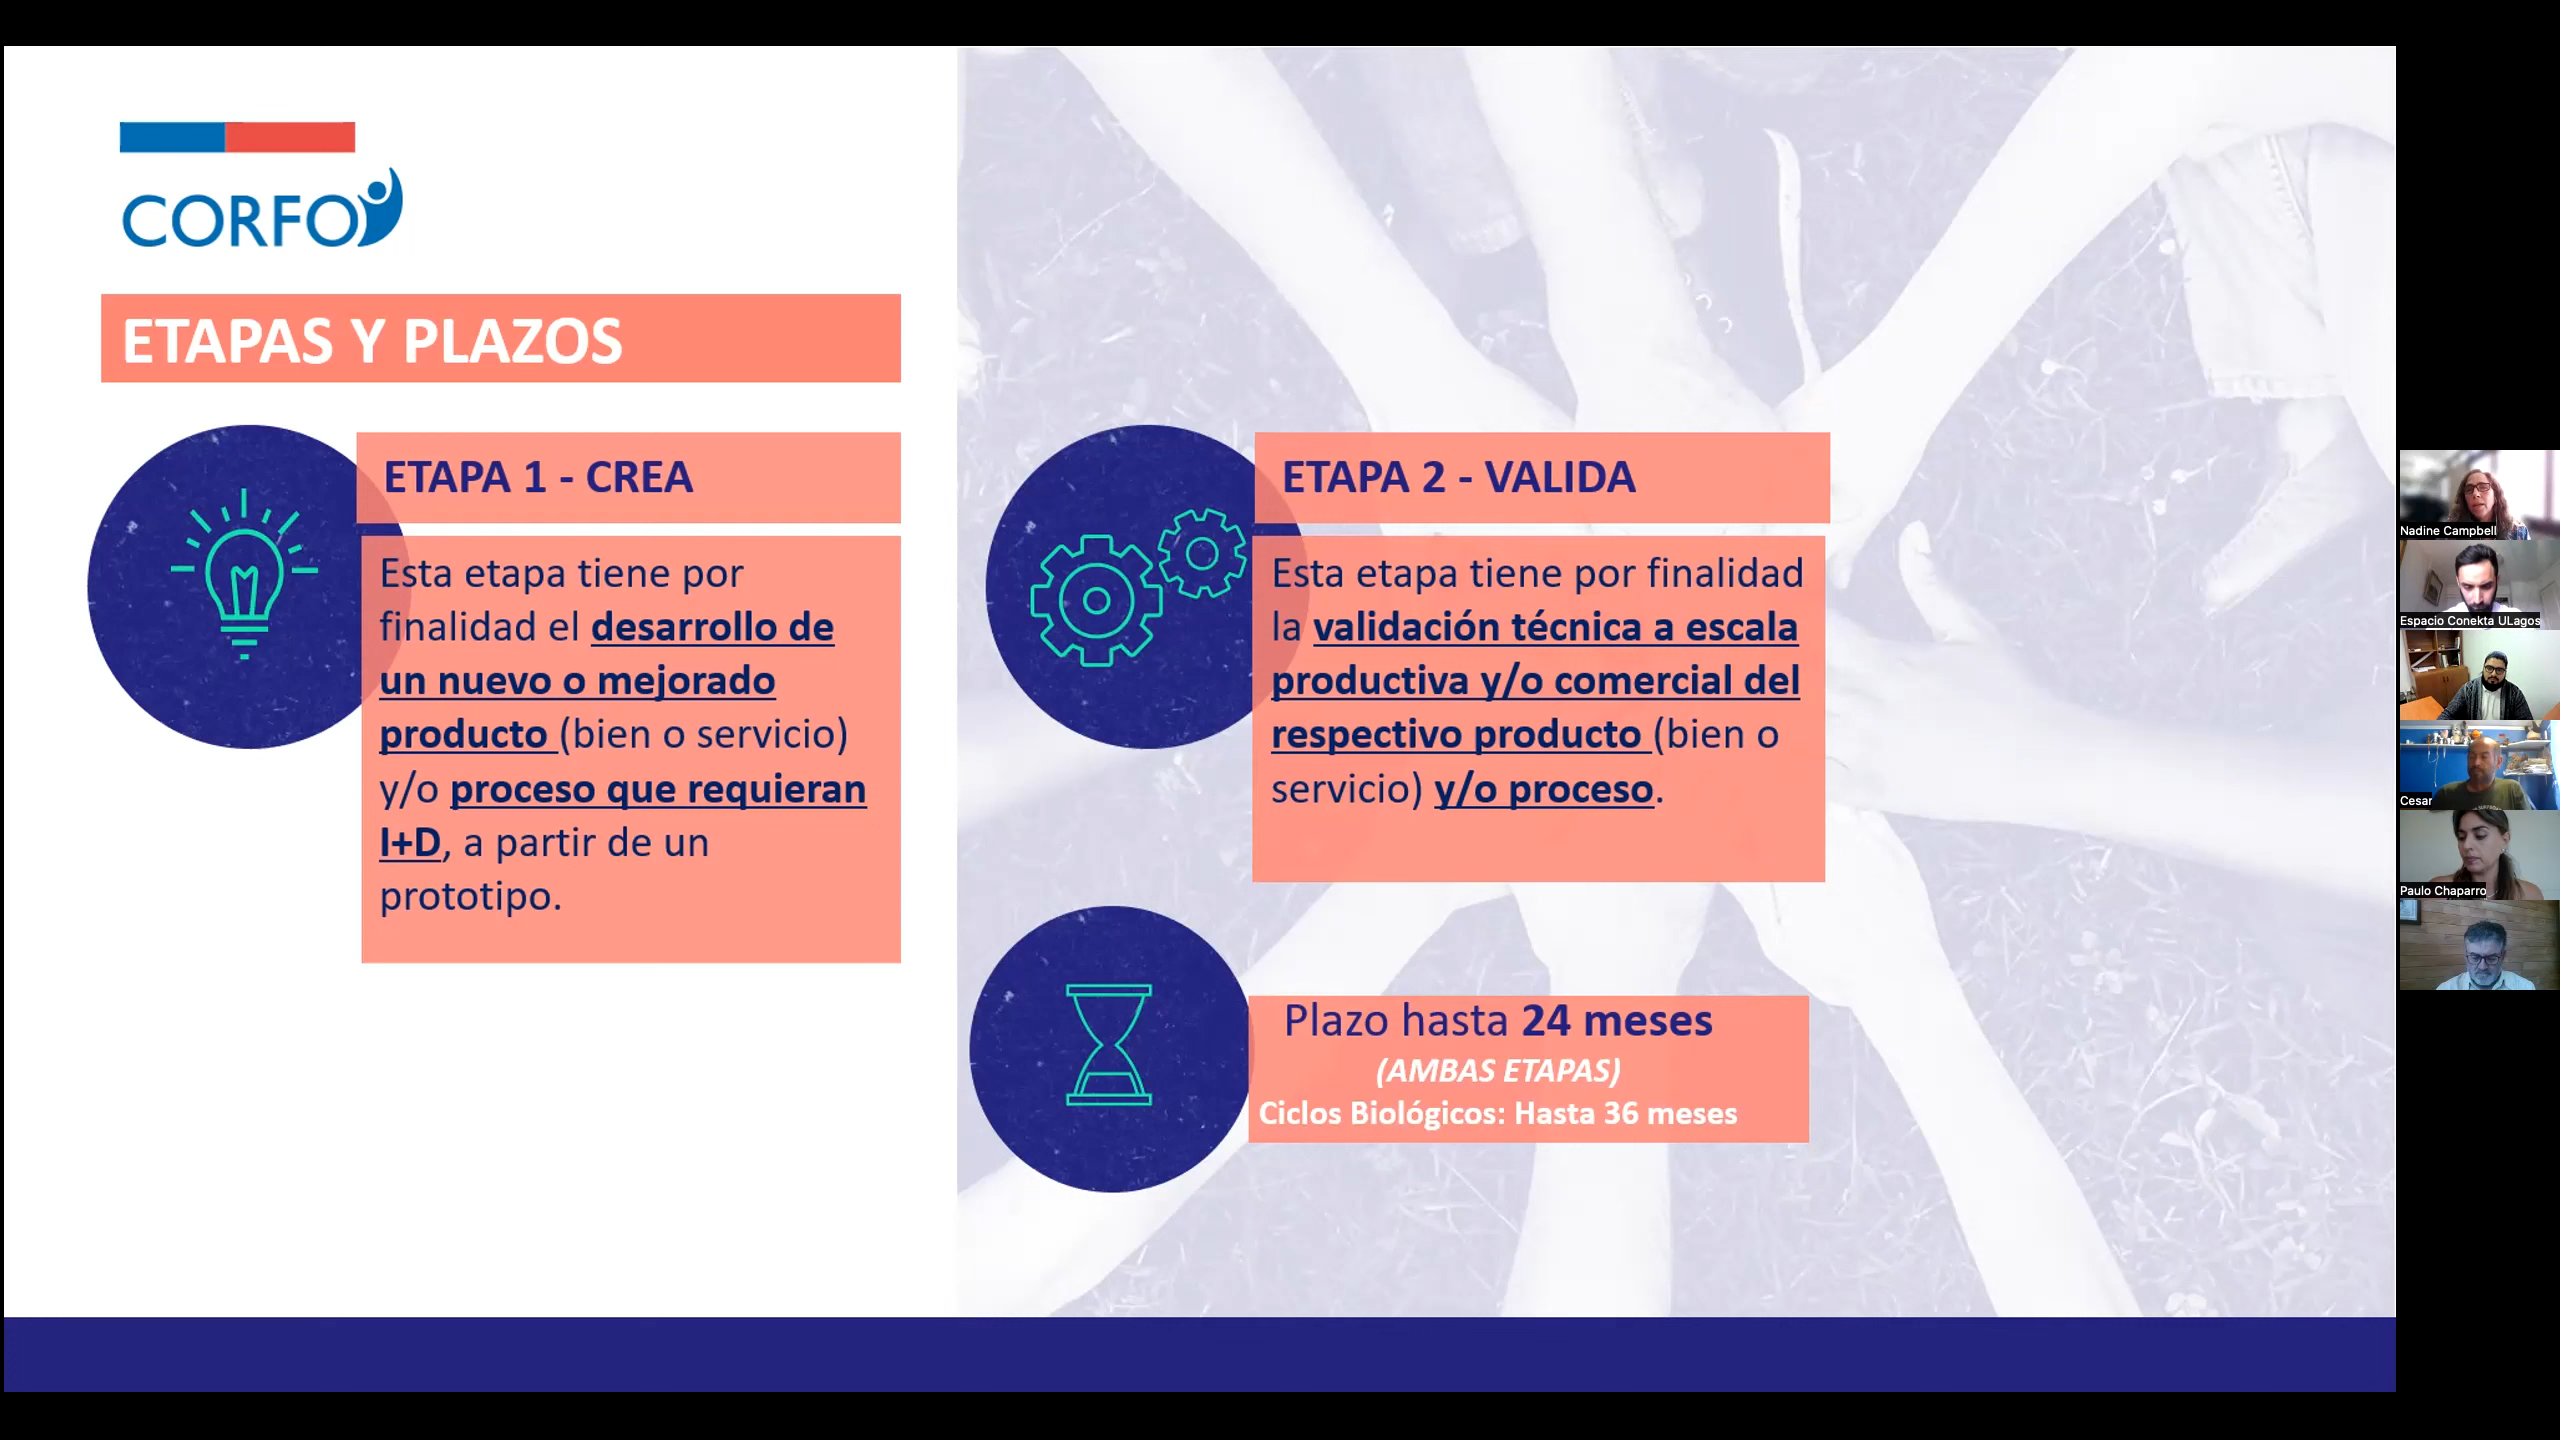 CORFO
ETAPAS Y PLAZOS
ETAPA 1 - CREA
Esta etapa tiene por
finalidad el desarrollo de
un nuevo o mejorado
producto (bien o servicio)
y/o proceso que requieran
I+D, a partir de un
prototipo.
ETAPA 2 - VALIDA
Esta etapa tiene por finalidad
la validación técnica a escala
productiva y/o comercial del
respectivo producto (bien o
servicio) y/o proceso.
Plazo hasta 24 meses
(AMBAS ETAPAS)
Ciclos Biológicos: Hasta 36 meses
Nadine Campbell
Espacio Conekta ULagos
Cesar
Paulo Chaparro